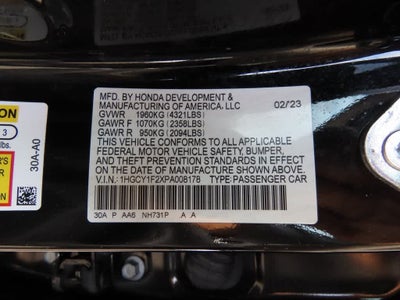 MFD. BY HONDA DEVELOPMENT &
MANUFACTURING OF AMERICA, LLC 02/23
GVWR 1960KG(4321LBS)
GAWR F 1070KG(2358LBS)
GAWR R 950KG(2094LBS)
THIS VEHICLE CONFORMS TO ALL APPLICABLE
FEDERAL MOTOR VEHICLE SAFETY, BUMPER,
AND THEFT PREVENTION STANDARDS IN EFFECT
ON THE DATE OF MANUFACTURE SHOWN ABOVE.
V.I.N.: 1HGCY1F2XPA008178 TYPE:PASSENGER CAR
30A P AA6 NH731P A A
30A-A0
3
lbs.